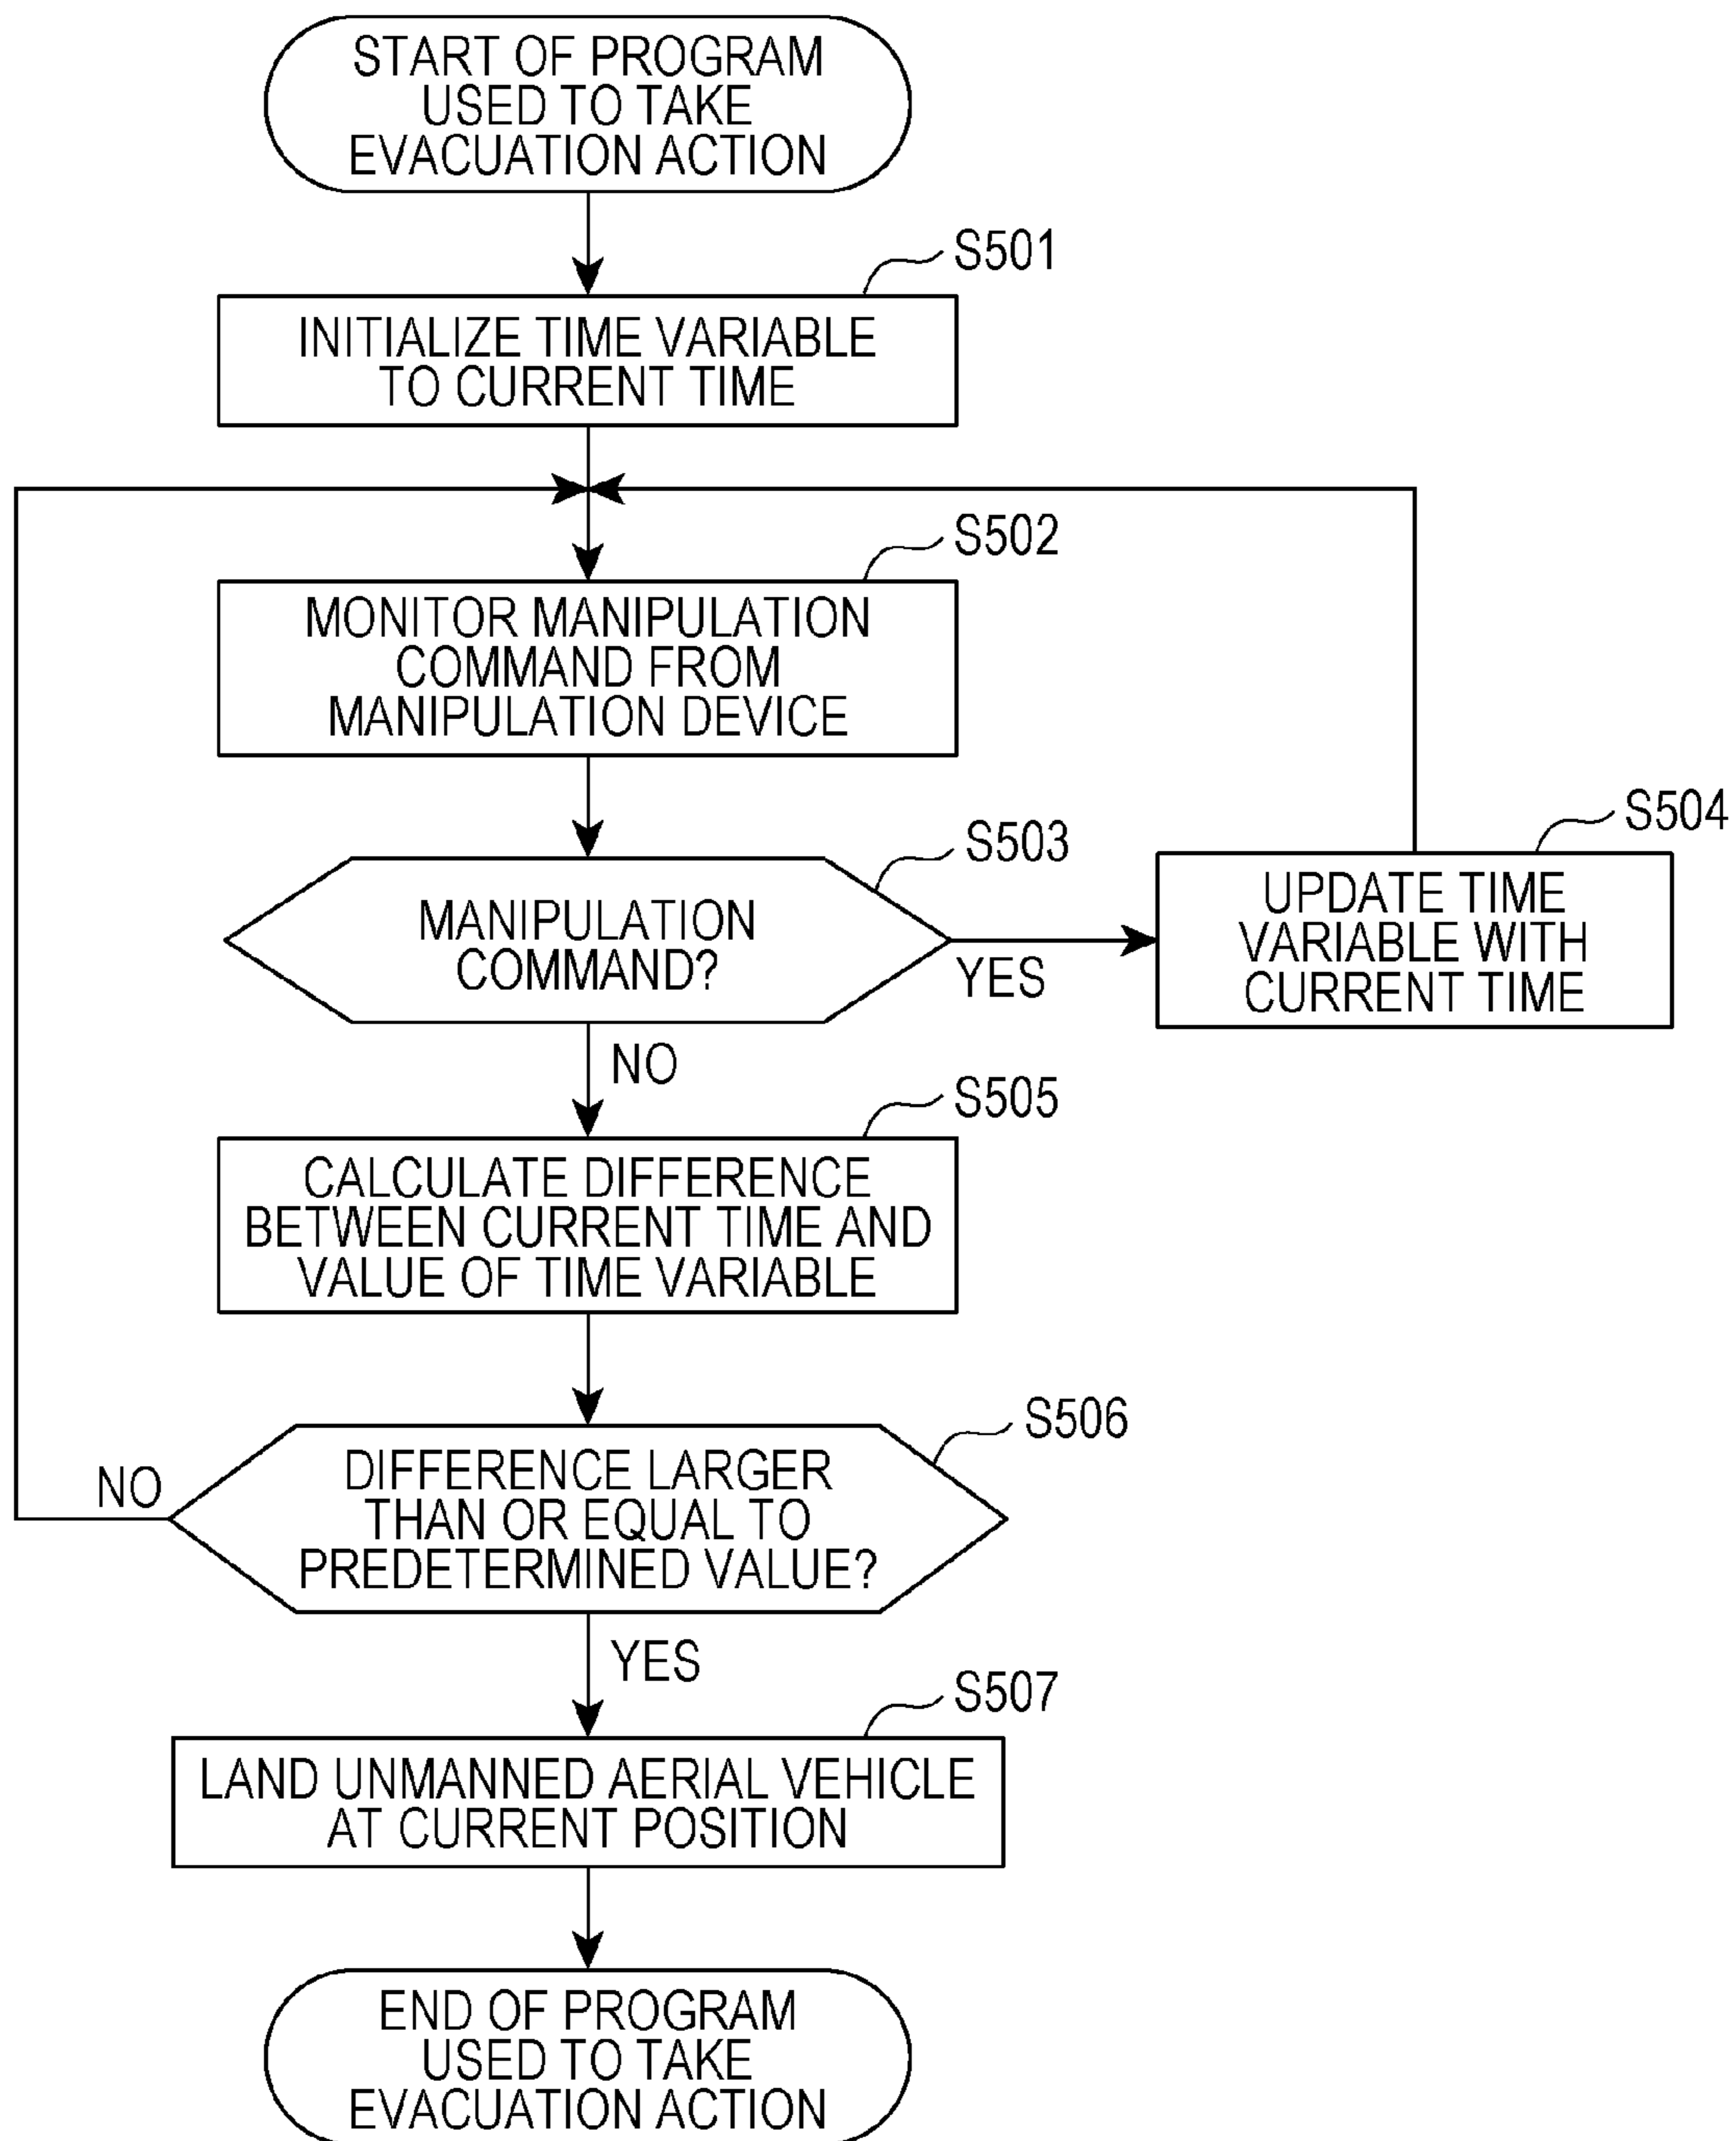 START OF PROGRAM
USED TO TAKE
EVACUATION ACTION
S501
INITIALIZE TIME VARIABLE
TO CURRENT TIME
S502
MONITOR MANIPULATION
COMMAND FROM
MANIPULATION DEVICE
S503
MANIPULATION
COMMAND?
YES
S504
UPDATE TIME
VARIABLE WITH
CURRENT TIME
NO
S505
CALCULATE DIFFERENCE
BETWEEN CURRENT TIME AND
VALUE OF TIME VARIABLE
S506
DIFFERENCE LARGER
THAN OR EQUAL TO
PREDETERMINED VALUE?
NO
YES
S507
LAND UNMANNED AERIAL VEHICLE
AT CURRENT POSITION
END OF PROGRAM
USED TO TAKE
EVACUATION ACTION